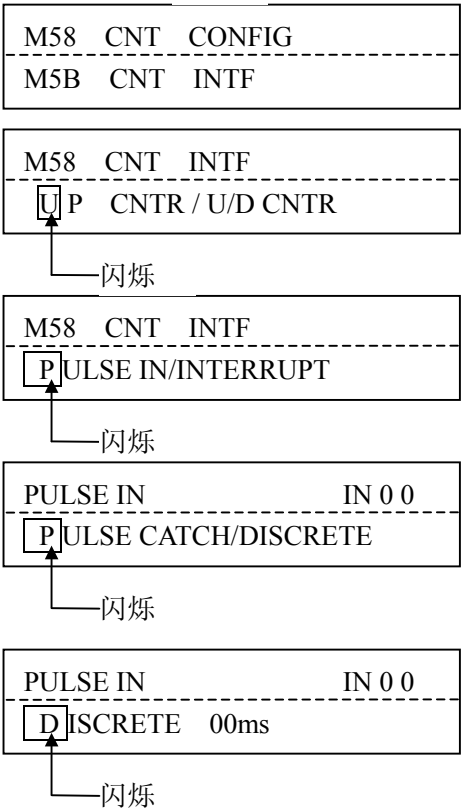 M58 CNT CONFIG
M5B CNT INTF
M58 CNT INTF
UP CNTR / U/D CNTR
闪烁
M58 CNT INTF
PULSE IN/INTERRUPT
闪烁
PULSE IN IN 0 0
PULSE CATCH/DISCRETE
闪烁
PULSE IN IN 0 0
DISCRETE 00ms
闪烁